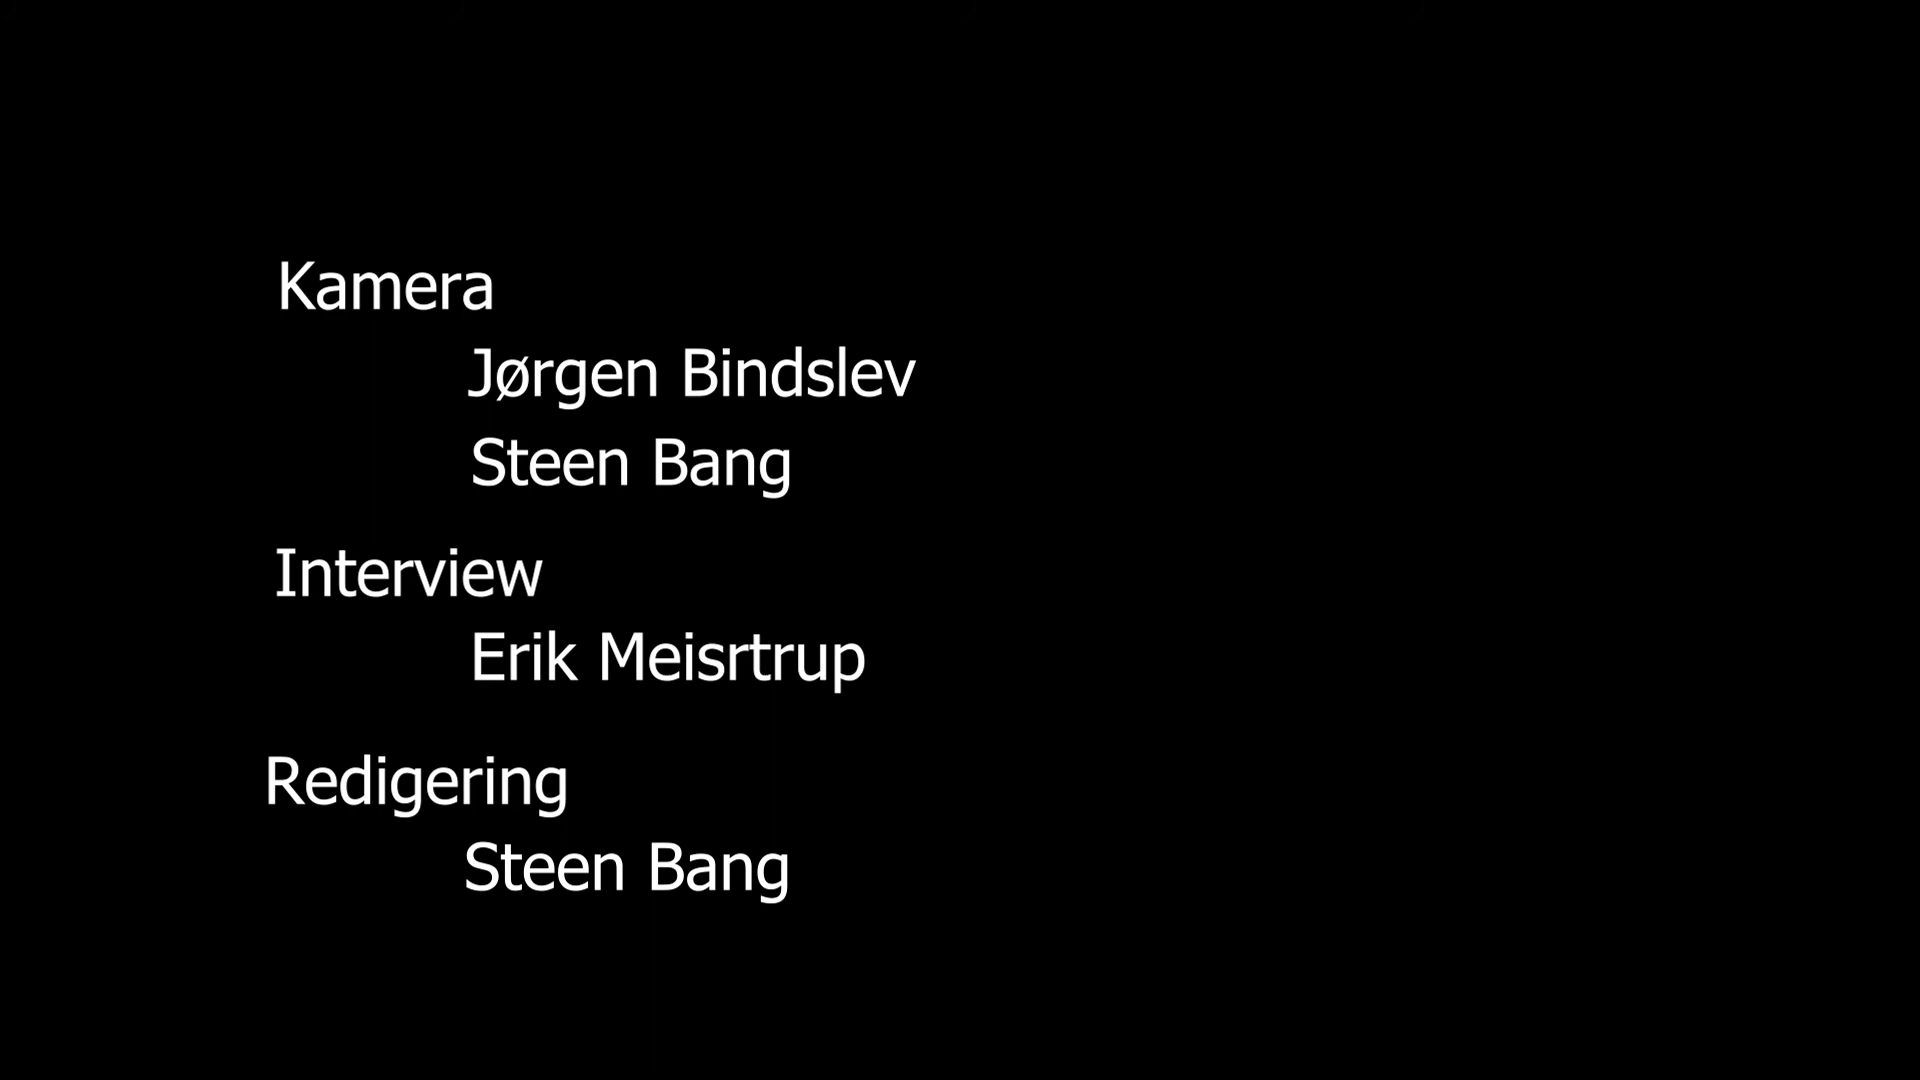 Kamera
Jørgen Bindslev
Steen Bang
Interview
Erik Meisrtrup
Redigering
Steen Bang